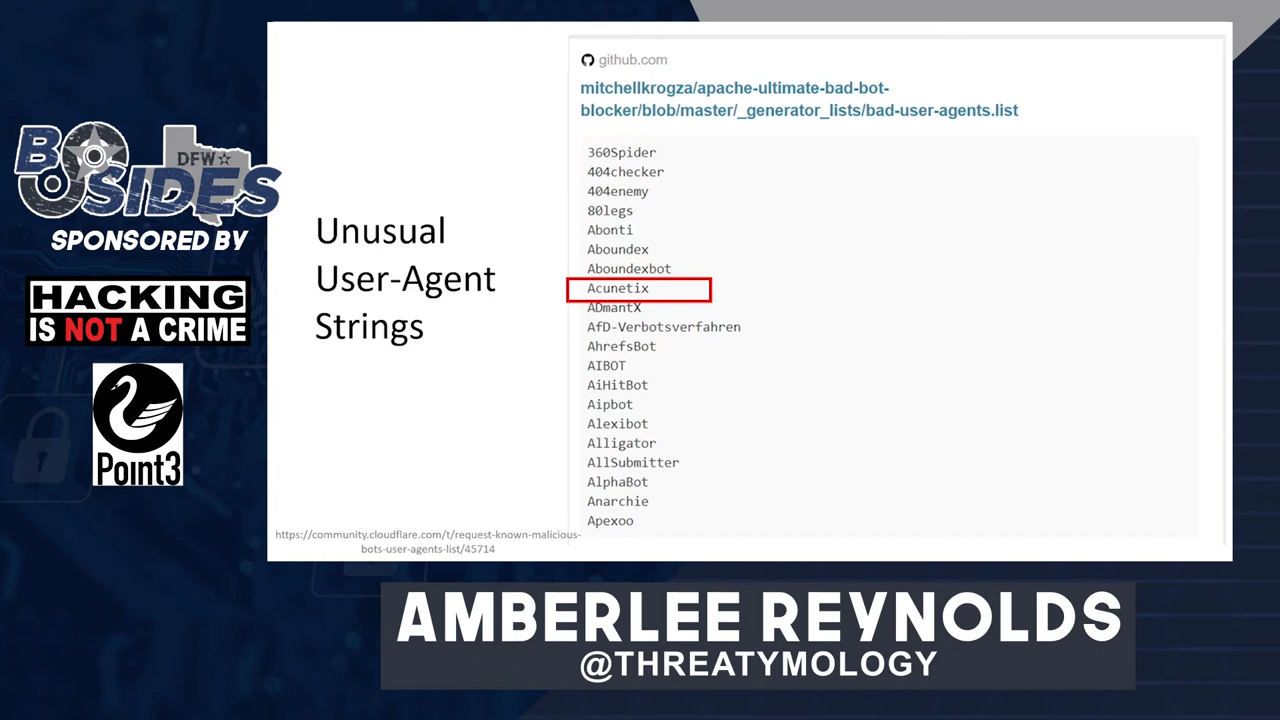 BSIDES
DFW
SPONSORED BY
HACKING
IS NOT A CRIME
Point3
Unusual
User-Agent
Strings
github.com
mitchellkrogza/apache-ultimate-bad-bot-
blocker/blob/master/_generator_lists/bad-user-agents.list
360Spider
404checker
404enemy
80legs
Abonti
Aboundex
Aboundexbot
Acunetix
ADmantX
AfD-Verbotsverfahren
AhrefsBot
AIBOT
AiHitBot
Aipbot
Alexibot
Alligator
AllSubmitter
AlphaBot
Anarchie
Apexoo
https://community.cloudflare.com/t/request-known-malicious-
bots-user-agents-list/45714
AMBERLEE REYNOLDS
@THREATYMOLOGY